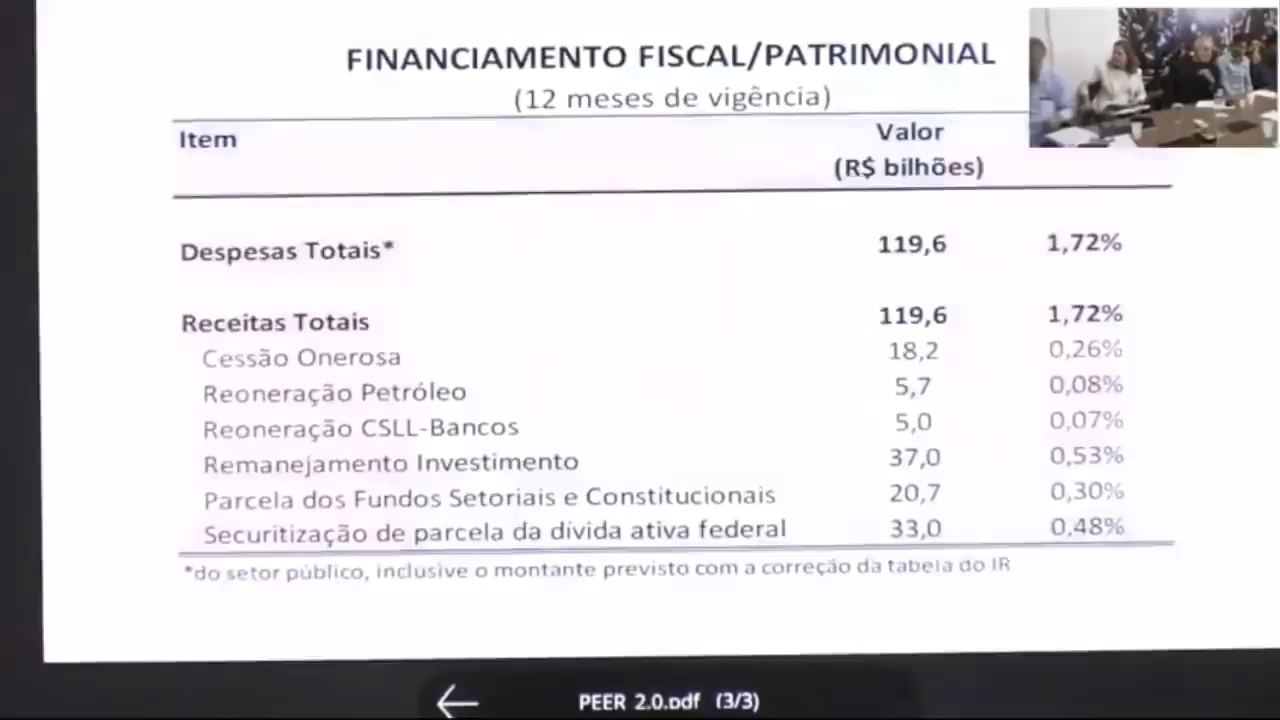 FINANCIAMENTO FISCAL/PATRIMONIAL
(12 meses de vigência)
Item Valor
(R$ bilhões)
Despesas Totais* 119,6 1,72%
Receitas Totais 119,6 1,72%
Cessão Onerosa 18,2 0,26%
Reoneração Petróleo 5,7 0,08%
Reoneração CSLL-Bancos 5,0 0,07%
Remanejamento Investimento 37,0 0,53%
Parcela dos Fundos Setoriais e Constitucionais 20,7 0,30%
Securitização de parcela da dívida ativa federal 33,0 0,48%
*do setor público, inclusive o montante previsto com a correção da tabela do IR
PEER 2.0.pdf (3/3)